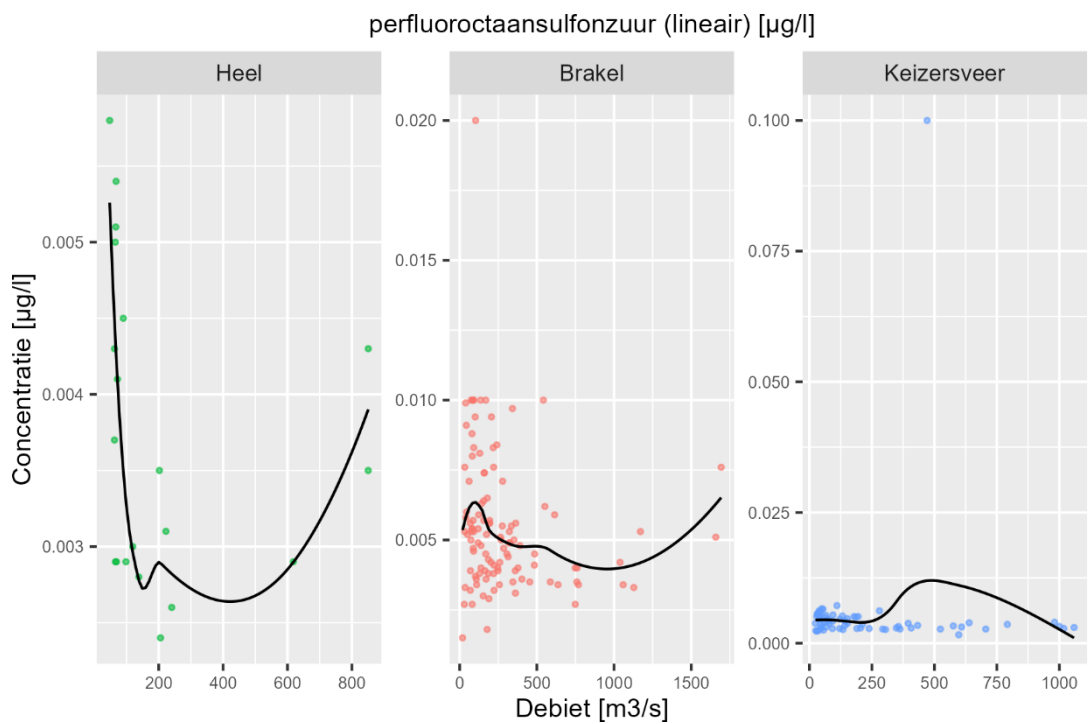 perfluoroctaansulfonzuur (lineair) [µg/l]
Heel
Brakel
Keizersveer
Concentratie [µg/l]
0.005
0.004
0.003
0.020
0.015
0.010
0.005
0.100
0.075
0.050
0.025
0.000
200 400 600 800
0 500 1000 1500
0 250 500 750 1000
Debiet [m3/s]